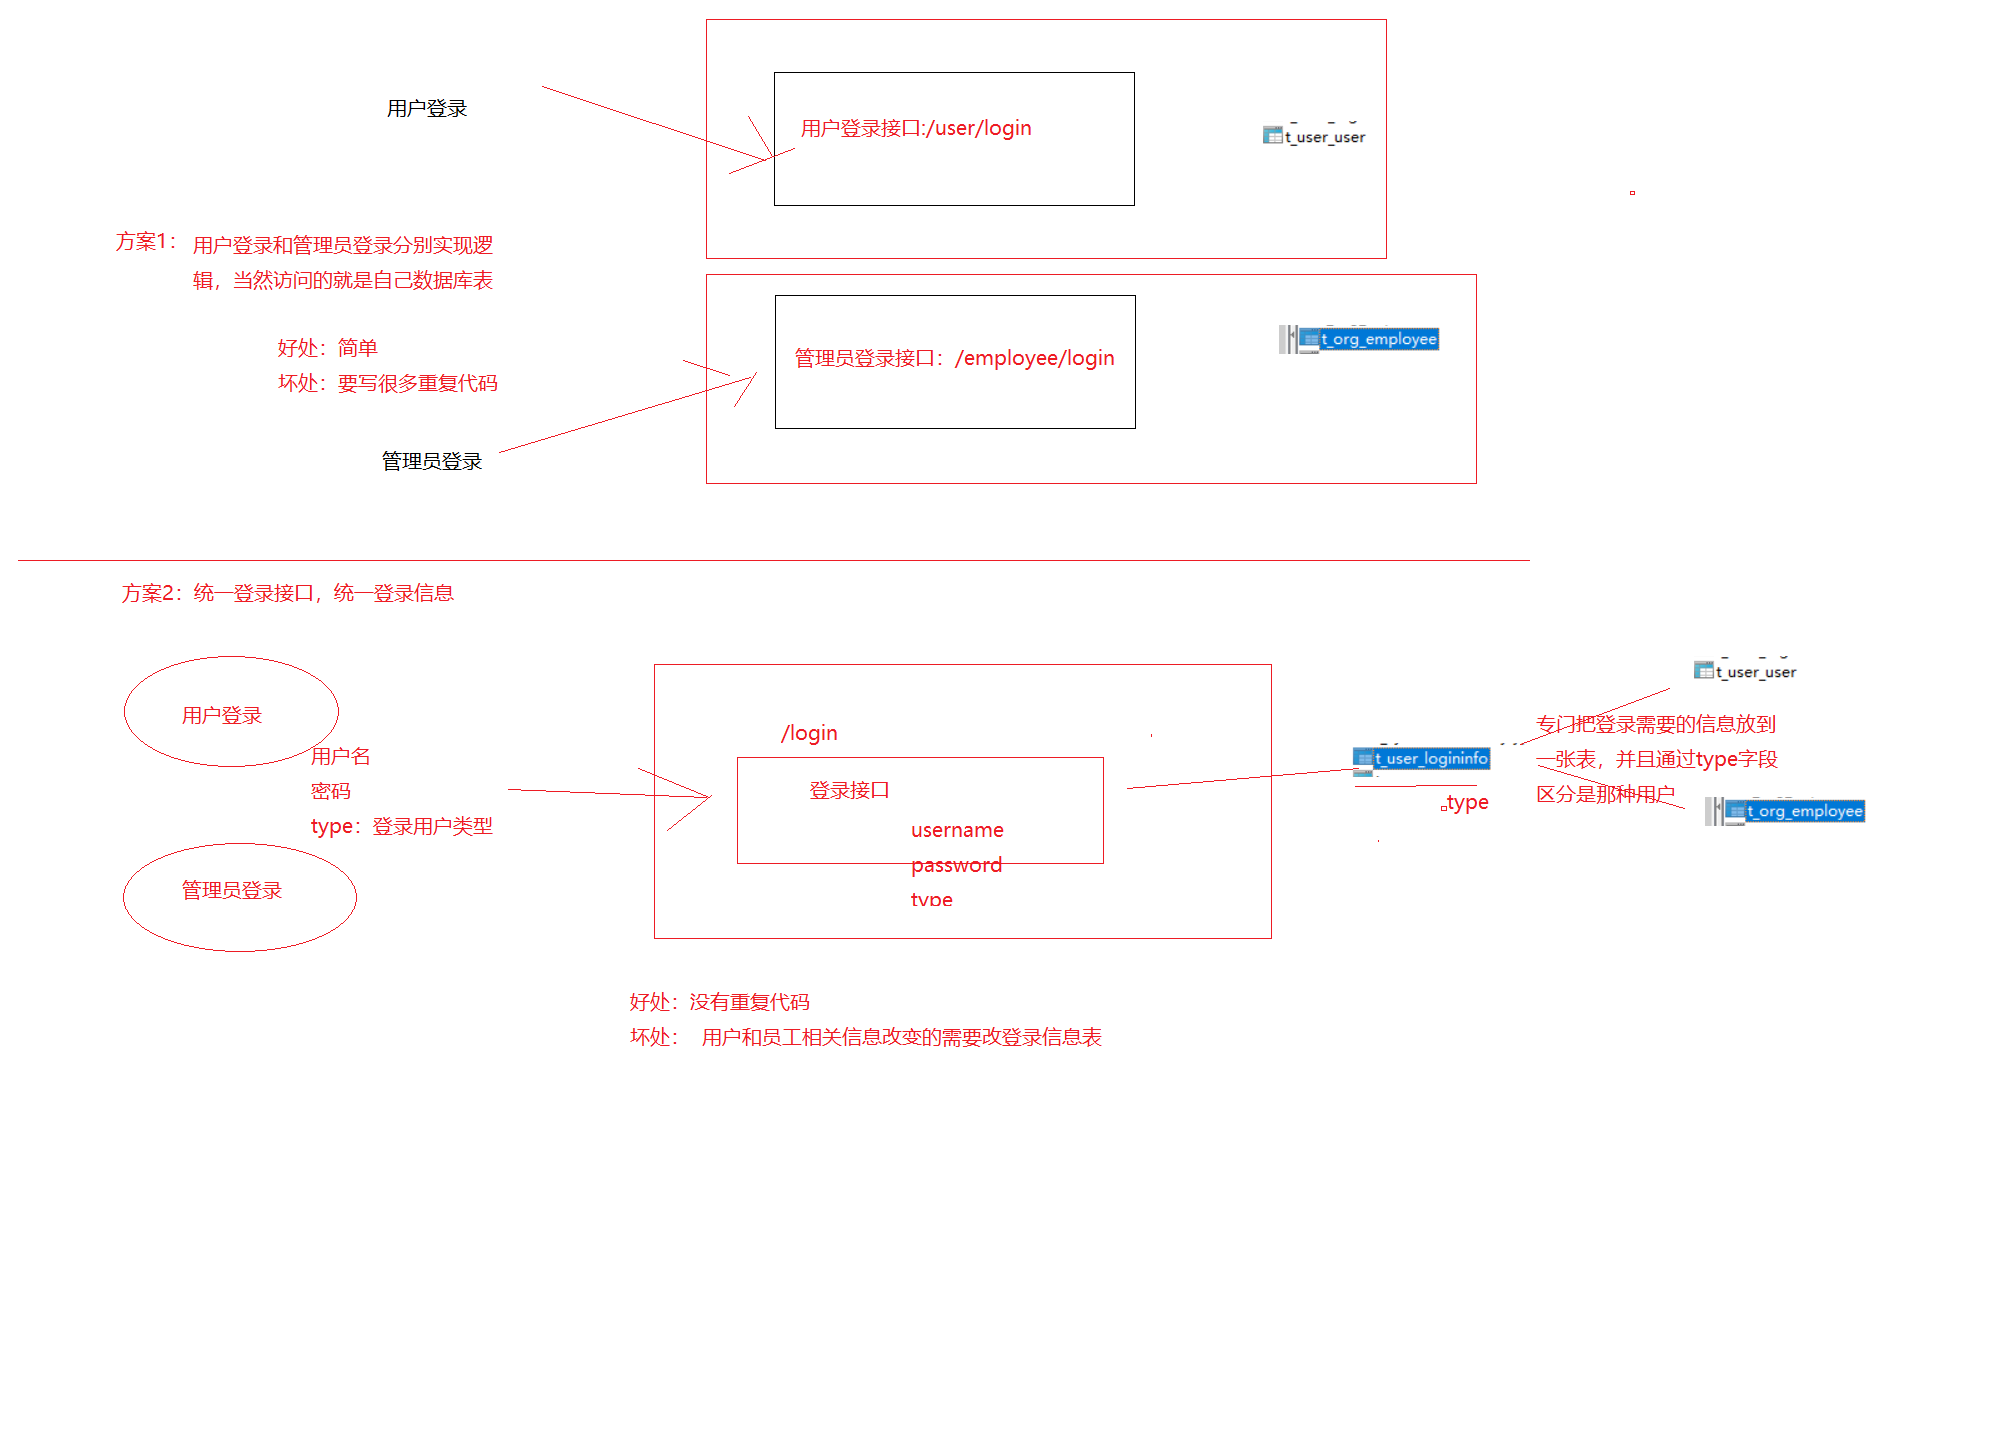 用户登录
用户登录接口:/user/login
t_user_user
方案1：
用户登录和管理员登录分别实现逻
辑，当然访问的就是自己数据库表
好处：简单
坏处：要写很多重复代码
管理员登录接口：/employee/login
t_org_employee
管理员登录
方案2：统一登录接口，统一登录信息
用户登录
用户名
密码
type：登录用户类型
管理员登录
/login
登录接口
username
password
type
t_user_logininfo
type
t_user_user
专门把登录需要的信息放到
一张表，并且通过type字段
区分是那种用户
t_org_employee
好处：没有重复代码
坏处： 用户和员工相关信息改变的需要改登录信息表